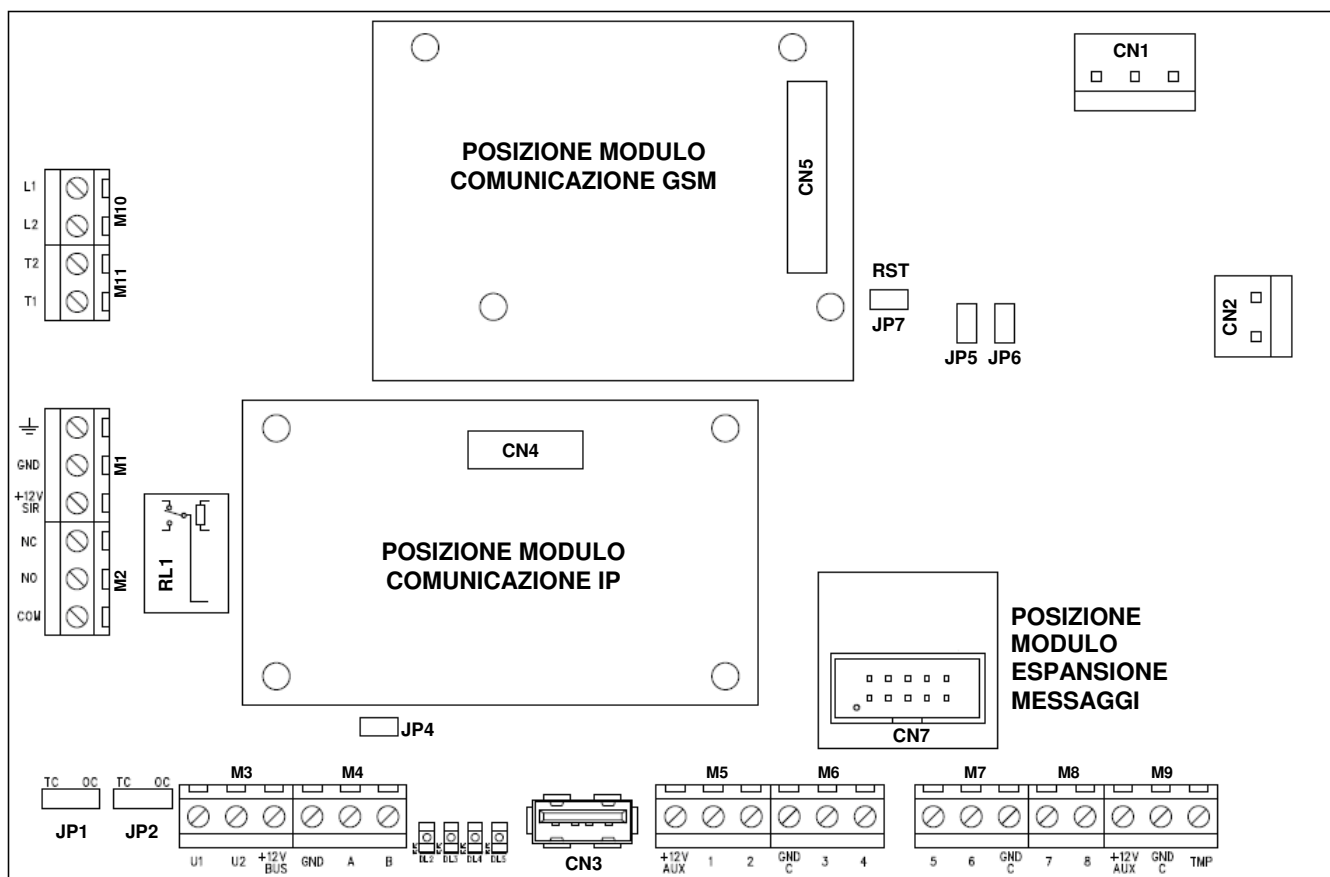 CN1
POSIZIONE MODULO
COMUNICAZIONE GSM
CN5
L1
L2
M10
T2
T1
M11
RST
JP7
JP5
JP6
CN2
GND
+12V
SIR
M1
NC
NO
COM
M2
RL1
CN4
POSIZIONE MODULO
COMUNICAZIONE IP
POSIZIONE
MODULO
ESPANSIONE
MESSAGGI
CN7
JP4
TC OC
JP1
TC OC
JP2
M3
M4
U1
U2
+12V
BUS
GND
A
B
DL2
DL3
DL4
DL5
CN3
M5
M6
+12V
AUX
1
2
GND
C
3
4
M7
M8
M9
5
6
GND
C
7
8
+12V
AUX
GND
C
TMP